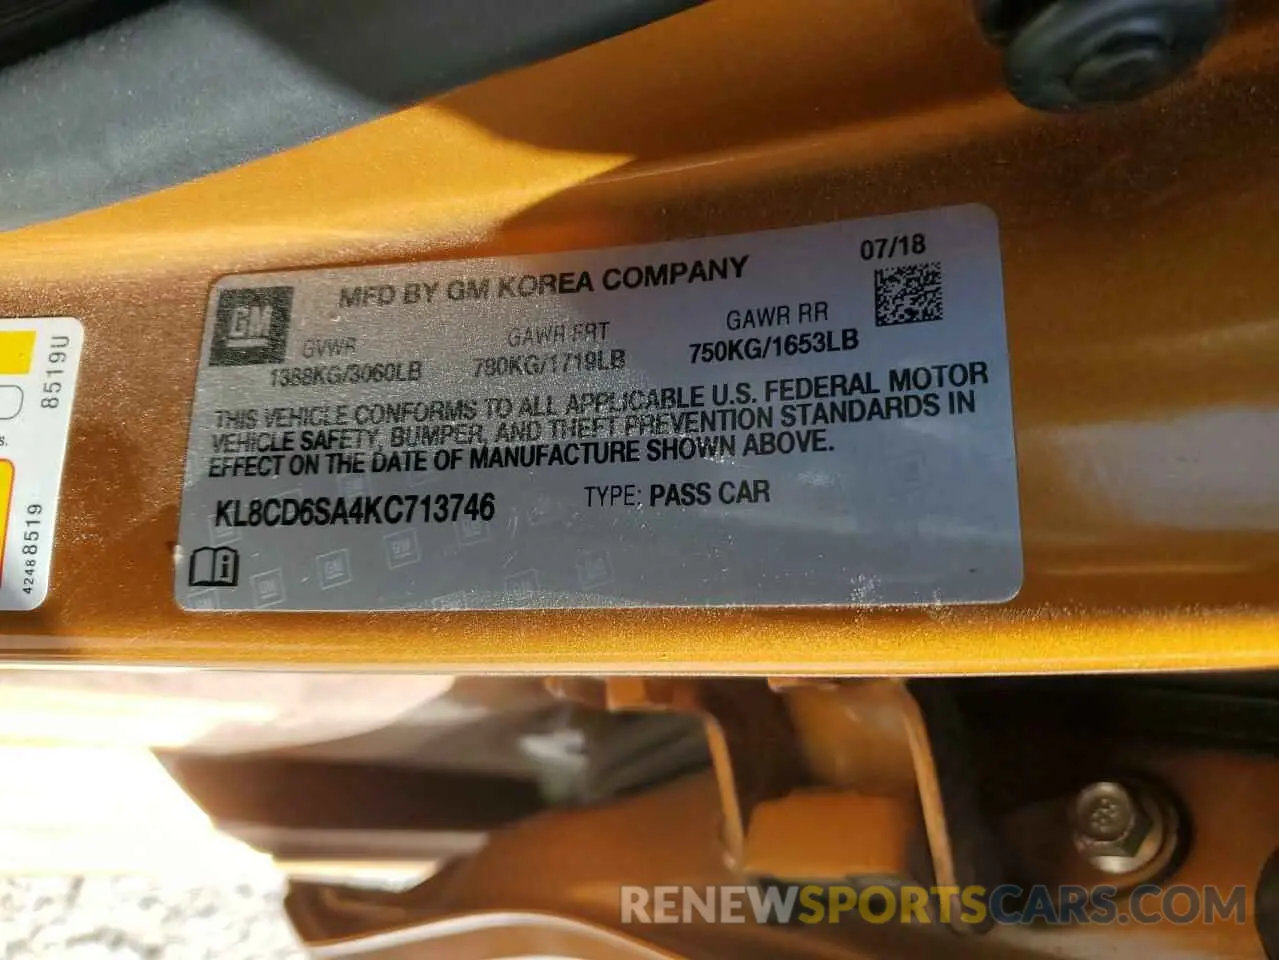 07/18
MFD BY GM KOREA COMPANY
GM
GVWR
GAWR FRT
GAWR RR
1388KG/3060LB
780KG/1719LB
750KG/1653LB
THIS VEHICLE CONFORMS TO ALL APPLICABLE U.S. FEDERAL MOTOR
VEHICLE SAFETY, BUMPER, AND THEFT PREVENTION STANDARDS IN
EFFECT ON THE DATE OF MANUFACTURE SHOWN ABOVE.
KL8CD6SA4KC713746
TYPE: PASS CAR
8519U
42488519
RENEWSPORTSCARS.COM